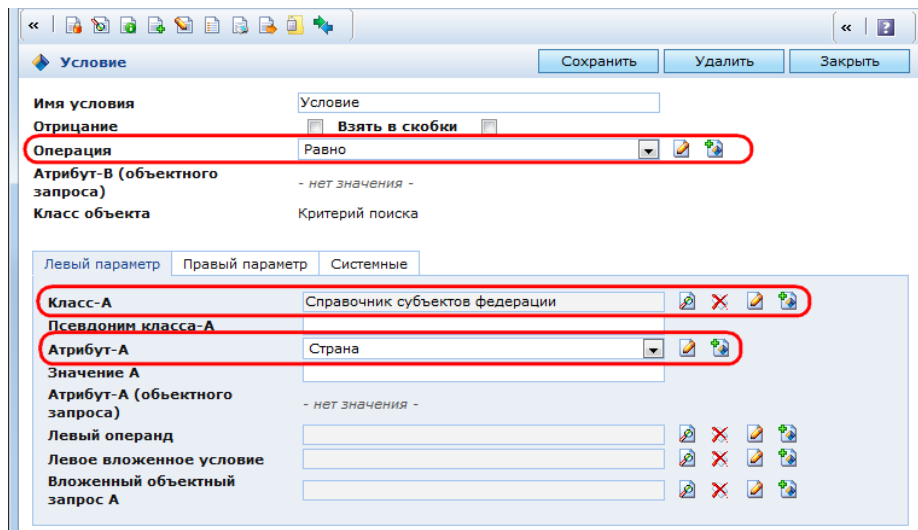 «
«
?
Условие
Сохранить
Удалить
Закрыть
Имя условия
Условие
Отрицание
Взять в скобки
Операция
Равно
Атрибут-В (объектного
запроса)
- нет значения -
Класс объекта
Критерий поиска
Левый параметр
Правый параметр
Системные
Класс-А
Справочник субъектов федерации
Псевдоним класса-А
Атрибут-А
Страна
Значение А
Атрибут-А (объектного
запроса)
- нет значения -
Левый операнд
Левое вложенное условие
Вложенный объектный
запрос А